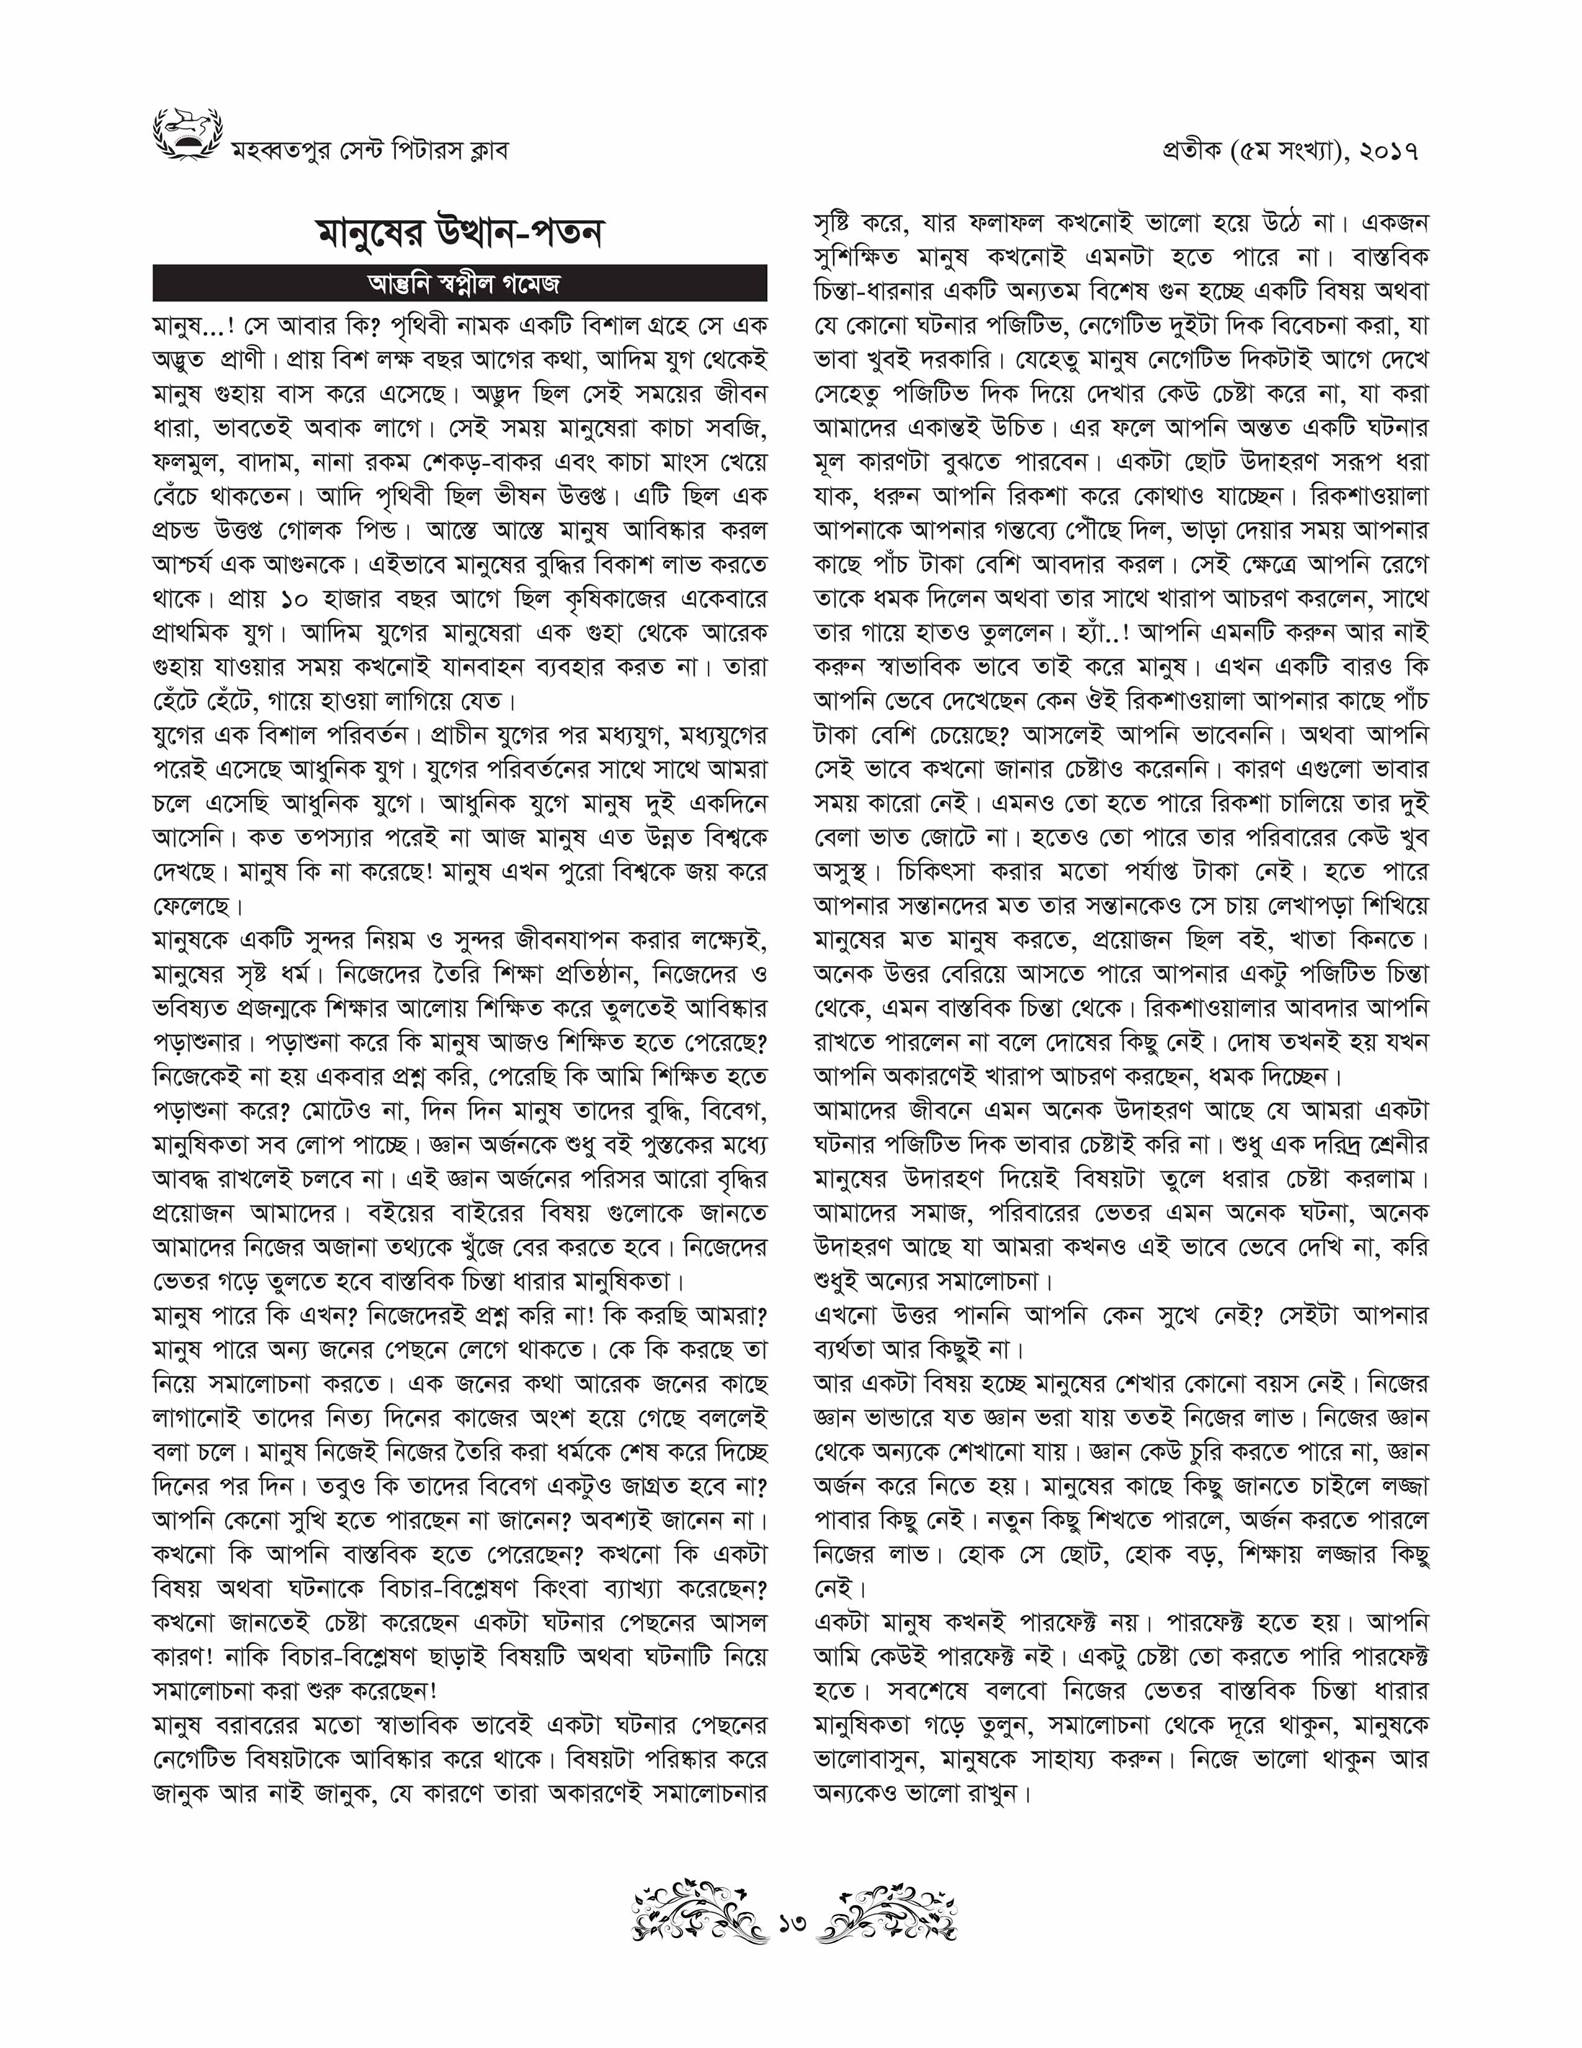 মহব্বতপুর সেন্ট পিটারস ক্লাব
প্রতীক (৫ম সংখ্যা), ২০১৭
মানুষের উত্থান-পতন
আন্তুনি স্বপ্নীল গমেজ
মানুষ...! সে আবার কি? পৃথিবী নামক একটি বিশাল গ্রহে সে এক
অদ্ভুত প্রাণী। প্রায় বিশ লক্ষ বছর আগের কথা, আদিম যুগ থেকেই
মানুষ গুহায় বাস করে এসেছে। অদ্ভুদ ছিল সেই সময়ের জীবন
ধারা, ভাবতেই অবাক লাগে। সেই সময় মানুষেরা কাচা সবজি,
ফলমুল, বাদাম, নানা রকম শেকড়-বাকর এবং কাচা মাংস খেয়ে
বেঁচে থাকতেন। আদি পৃথিবী ছিল ভীষন উত্তপ্ত। এটি ছিল এক
প্রচন্ড উত্তপ্ত গোলক পিন্ড। আস্তে আস্তে মানুষ আবিষ্কার করল
আশ্চর্য এক আগুনকে। এইভাবে মানুষের বুদ্ধির বিকাশ লাভ করতে
থাকে। প্রায় ১০ হাজার বছর আগে ছিল কৃষিকাজের একেবারে
প্রাথমিক যুগ। আদিম যুগের মানুষেরা এক গুহা থেকে আরেক
গুহায় যাওয়ার সময় কখনোই যানবাহন ব্যবহার করত না। তারা
হেঁটে হেঁটে, গায়ে হাওয়া লাগিয়ে যেত।
যুগের এক বিশাল পরিবর্তন। প্রাচীন যুগের পর মধ্যযুগ, মধ্যযুগের
পরেই এসেছে আধুনিক যুগ। যুগের পরিবর্তনের সাথে সাথে আমরা
চলে এসেছি আধুনিক যুগে। আধুনিক যুগে মানুষ দুই একদিনে
আসেনি। কত তপস্যার পরেই না আজ মানুষ এত উন্নত বিশ্বকে
দেখছে। মানুষ কি না করেছে! মানুষ এখন পুরো বিশ্বকে জয় করে
ফেলেছে।
মানুষকে একটি সুন্দর নিয়ম ও সুন্দর জীবনযাপন করার লক্ষ্যেই,
মানুষের সৃষ্ট ধর্ম। নিজেদের তৈরি শিক্ষা প্রতিষ্ঠান, নিজেদের ও
ভবিষ্যত প্রজন্মকে শিক্ষার আলোয় শিক্ষিত করে তুলতেই আবিষ্কার
পড়াশুনার। পড়াশুনা করে কি মানুষ আজও শিক্ষিত হতে পেরেছে?
নিজেকেই না হয় একবার প্রশ্ন করি, পেরেছি কি আমি শিক্ষিত হতে
পড়াশুনা করে? মোটেও না, দিন দিন মানুষ তাদের বুদ্ধি, বিবেগ,
মানুষিকতা সব লোপ পাচ্ছে। জ্ঞান অর্জনকে শুধু বই পুস্তকের মধ্যে
আবদ্ধ রাখলেই চলবে না। এই জ্ঞান অর্জনের পরিসর আরো বৃদ্ধির
প্রয়োজন আমাদের। বইয়ের বাইরের বিষয় গুলোকে জানতে
আমাদের নিজের অজানা তথ্যকে খুঁজে বের করতে হবে। নিজেদের
ভেতর গড়ে তুলতে হবে বাস্তবিক চিন্তা ধারার মানুষিকতা।
মানুষ পারে কি এখন? নিজেদেরই প্রশ্ন করি না! কি করছি আমরা?
মানুষ পারে অন্য জনের পেছনে লেগে থাকতে। কে কি করছে তা
নিয়ে সমালোচনা করতে। এক জনের কথা আরেক জনের কাছে
লাগানোই তাদের নিত্য দিনের কাজের অংশ হয়ে গেছে বললেই
বলা চলে। মানুষ নিজেই নিজের তৈরি করা ধর্মকে শেষ করে দিচ্ছে
দিনের পর দিন। তবুও কি তাদের বিবেগ একটুও জাগ্রত হবে না?
আপনি কেনো সুখি হতে পারছেন না জানেন? অবশ্যই জানেন না।
কখনো কি আপনি বাস্তবিক হতে পেরেছেন? কখনো কি একটা
বিষয় অথবা ঘটনাকে বিচার-বিশ্লেষণ কিংবা ব্যাখ্যা করেছেন?
কখনো জানতেই চেষ্টা করেছেন একটা ঘটনার পেছনের আসল
কারণ! নাকি বিচার-বিশ্লেষণ ছাড়াই বিষয়টি অথবা ঘটনাটি নিয়ে
সমালোচনা করা শুরু করেছেন!
মানুষ বরাবরের মতো স্বাভাবিক ভাবেই একটা ঘটনার পেছনের
নেগেটিভ বিষয়টাকে আবিষ্কার করে থাকে। বিষয়টা পরিষ্কার করে
জানুক আর নাই জানুক, যে কারণে তারা অকারণেই সমালোচনার
সৃষ্টি করে, যার ফলাফল কখনোই ভালো হয়ে উঠে না। একজন
সুশিক্ষিত মানুষ কখনোই এমনটা হতে পারে না। বাস্তবিক
চিন্তা-ধারনার একটি অন্যতম বিশেষ গুন হচ্ছে একটি বিষয় অথবা
যে কোনো ঘটনার পজিটিভ, নেগেটিভ দুইটা দিক বিবেচনা করা, যা
ভাবা খুবই দরকারি। যেহেতু মানুষ নেগেটিভ দিকটাই আগে দেখে
সেহেতু পজিটিভ দিক দিয়ে দেখার কেউ চেষ্টা করে না, যা করা
আমাদের একান্তই উচিত। এর ফলে আপনি অন্তত একটি ঘটনার
মূল কারণটা বুঝতে পারবেন। একটা ছোট উদাহরণ সরূপ ধরা
যাক, ধরুন আপনি রিকশা করে কোথাও যাচ্ছেন। রিকশাওয়ালা
আপনাকে আপনার গন্তব্যে পৌঁছে দিল, ভাড়া দেয়ার সময় আপনার
কাছে পাঁচ টাকা বেশি আবদার করল। সেই ক্ষেত্রে আপনি রেগে
তাকে ধমক দিলেন অথবা তার সাথে খারাপ আচরণ করলেন, সাথে
তার গায়ে হাতও তুললেন। হ্যাঁ..! আপনি এমনটি করুন আর নাই
করুন স্বাভাবিক ভাবে তাই করে মানুষ। এখন একটি বারও কি
আপনি ভেবে দেখেছেন কেন ঔই রিকশাওয়ালা আপনার কাছে পাঁচ
টাকা বেশি চেয়েছে? আসলেই আপনি ভাবেননি। অথবা আপনি
সেই ভাবে কখনো জানার চেষ্টাও করেননি। কারণ এগুলো ভাবার
সময় কারো নেই। এমনও তো হতে পারে রিকশা চালিয়ে তার দুই
বেলা ভাত জোটে না। হতেও তো পারে তার পরিবারের কেউ খুব
অসুস্থ। চিকিৎসা করার মতো পর্যাপ্ত টাকা নেই। হতে পারে
আপনার সন্তানদের মত তার সন্তানকেও সে চায় লেখাপড়া শিখিয়ে
মানুষের মত মানুষ করতে, প্রয়োজন ছিল বই, খাতা কিনতে।
অনেক উত্তর বেরিয়ে আসতে পারে আপনার একটু পজিটিভ চিন্তা
থেকে, এমন বাস্তবিক চিন্তা থেকে। রিকশাওয়ালার আবদার আপনি
রাখতে পারলেন না বলে দোষের কিছু নেই। দোষ তখনই হয় যখন
আপনি অকারণেই খারাপ আচরণ করছেন, ধমক দিচ্ছেন।
আমাদের জীবনে এমন অনেক উদাহরণ আছে যে আমরা একটা
ঘটনার পজিটিভ দিক ভাবার চেষ্টাই করি না। শুধু এক দরিদ্র শ্রেনীর
মানুষের উদারহণ দিয়েই বিষয়টা তুলে ধরার চেষ্টা করলাম।
আমাদের সমাজ, পরিবারের ভেতর এমন অনেক ঘটনা, অনেক
উদাহরণ আছে যা আমরা কখনও এই ভাবে ভেবে দেখি না, করি
শুধুই অন্যের সমালোচনা।
এখনো উত্তর পাননি আপনি কেন সুখে নেই? সেইটা আপনার
ব্যর্থতা আর কিছুই না।
আর একটা বিষয় হচ্ছে মানুষের শেখার কোনো বয়স নেই। নিজের
জ্ঞান ভান্ডারে যত জ্ঞান ভরা যায় ততই নিজের লাভ। নিজের জ্ঞান
থেকে অন্যকে শেখানো যায়। জ্ঞান কেউ চুরি করতে পারে না, জ্ঞান
অর্জন করে নিতে হয়। মানুষের কাছে কিছু জানতে চাইলে লজ্জা
পাবার কিছু নেই। নতুন কিছু শিখতে পারলে, অর্জন করতে পারলে
নিজের লাভ। হোক সে ছোট, হোক বড়, শিক্ষায় লজ্জার কিছু
নেই।
একটা মানুষ কখনই পারফেক্ট নয়। পারফেক্ট হতে হয়। আপনি
আমি কেউই পারফেক্ট নই। একটু চেষ্টা তো করতে পারি পারফেক্ট
হতে। সবশেষে বলবো নিজের ভেতর বাস্তবিক চিন্তা ধারার
মানুষিকতা গড়ে তুলুন, সমালোচনা থেকে দূরে থাকুন, মানুষকে
ভালোবাসুন, মানুষকে সাহায্য করুন। নিজে ভালো থাকুন আর
অন্যকেও ভালো রাখুন।
১৩